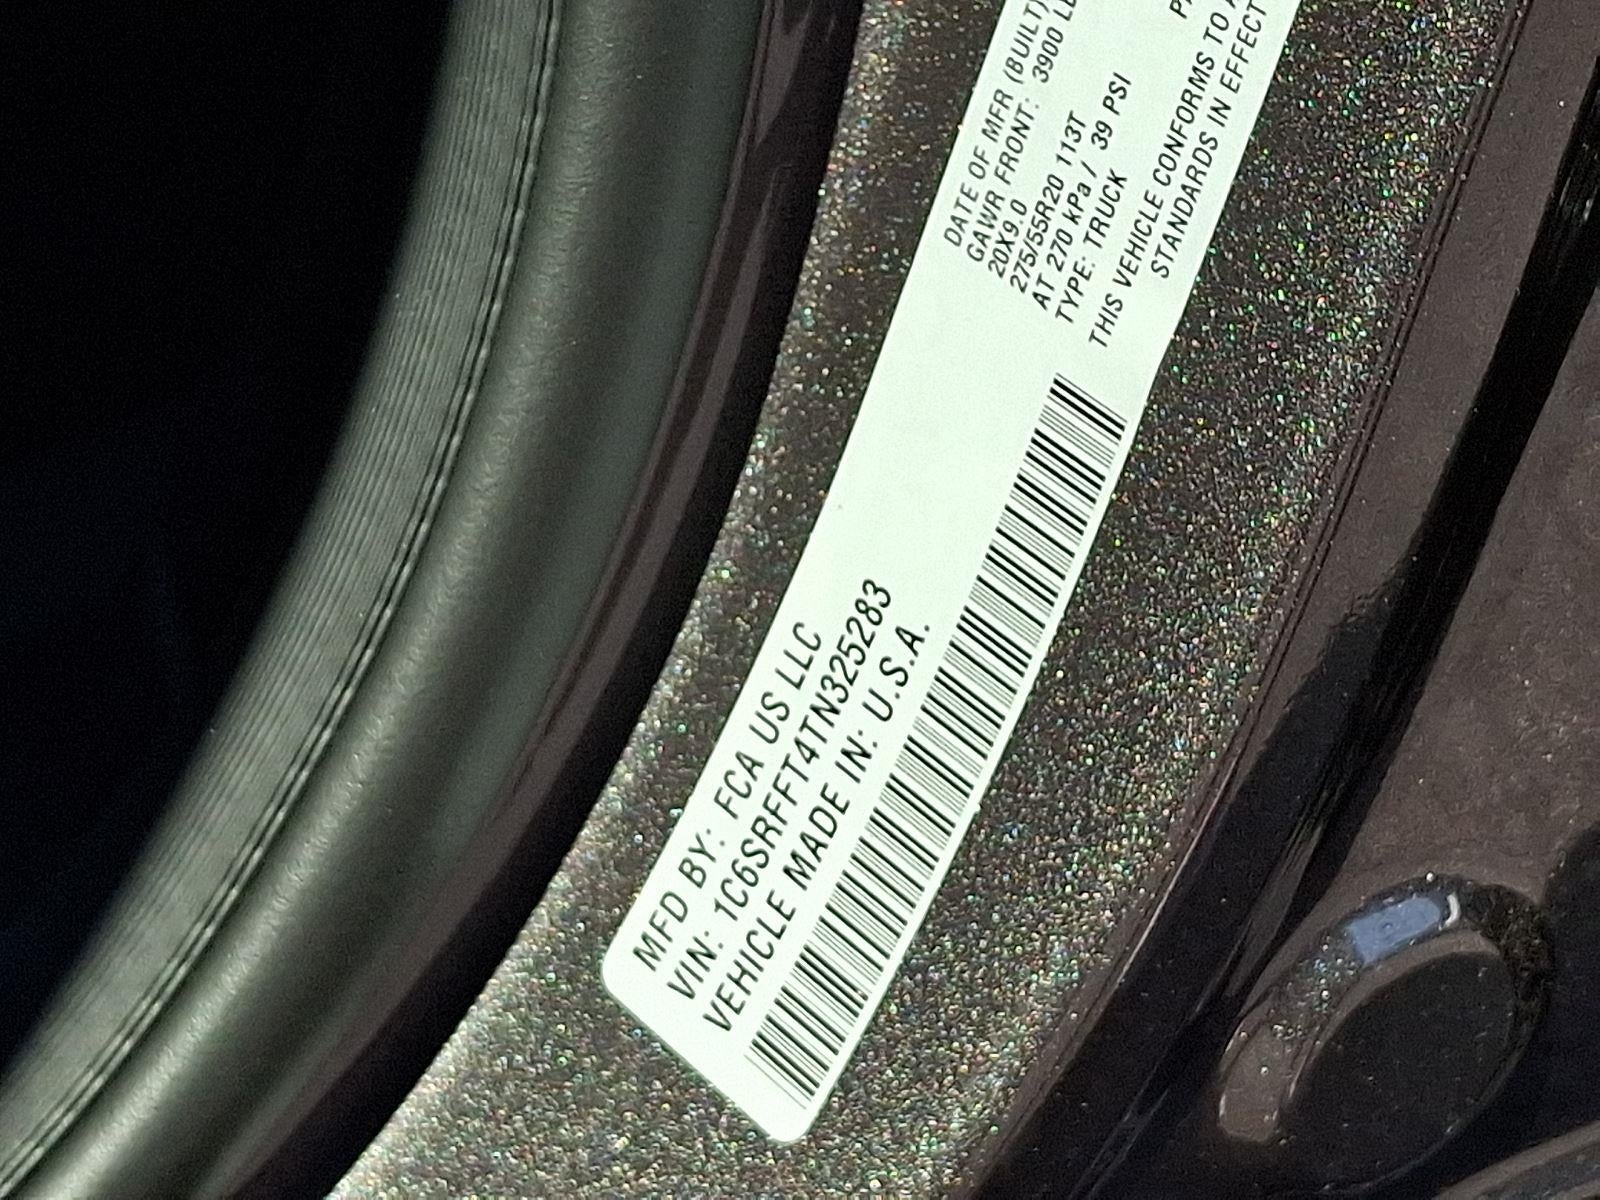 MFD BY: FCA US LLC
VIN: 1C6SRFFT4TN325283
VEHICLE MADE IN: U.S.A.
DATE OF MFR (BUILT)
GAWR FRONT: 3900
20X9.0
275/55R20 113T
AT 270 kPa / 39 PSI
TYPE: TRUCK
THIS VEHICLE CONFORMS TO
STANDARDS IN EFFECT